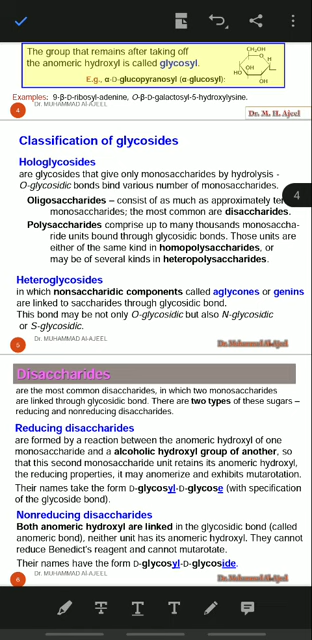 The group that remains after taking off
the anomeric hydroxyl is called glycosyl.
E.g., α-D-glucopyranosyl (α-glucosyl):
CH₂OH
O
H
OH
HO
OH
Examples: 9-β-D-ribosyl-adenine, O-β-D-galactosyl-5-hydroxylysine.
Dr. MUHAMMAD Al-AJEEL
4
Dr. M. H. Ajeel
Classification of glycosides
Hologlycosides
are glycosides that give only monosaccharides by hydrolysis -
O-glycosidic bonds bind various number of monosaccharides.
4
Oligosaccharides – consist of as much as approximately ten
monosaccharides; the most common are disaccharides.
Polysaccharides comprise up to many thousands monosaccha-
ride units bound through glycosidic bonds. Those units are
either of the same kind in homopolysaccharides, or
may be of several kinds in heteropolysaccharides.
Heteroglycosides
in which nonsaccharidic components called aglycones or genins
are linked to saccharides through glycosidic bond.
This bond may be not only O-glycosidic but also N-glycosidic
or S-glycosidic.
Dr. MUHAMMAD Al-AJEEL
5
Dr. Muhammad Al-Ajeel
Disaccharides
are the most common disaccharides, in which two monosaccharides
are linked through glycosidic bond. There are two types of these sugars –
reducing and nonreducing disaccharides.
Reducing disaccharides
are formed by a reaction between the anomeric hydroxyl of one
monosaccharide and a alcoholic hydroxyl group of another, so
that this second monosaccharide unit retains its anomeric hydroxyl,
the reducing properties, it may anomerize and exhibits mutarotation.
Their names take the form D-glycosyl-D-glycose (with specification
of the glycoside bond).
Nonreducing disaccharides
Both anomeric hydroxyl are linked in the glycosidic bond (called
anomeric bond), neither unit has its anomeric hydroxyl. They cannot
reduce Benedict's reagent and cannot mutarotate.
Their names have the form D-glycosyl-D-glycoside.
Dr. MUHAMMAD Al-AJEEL
6
Dr. Muhammad Al-Ajeel